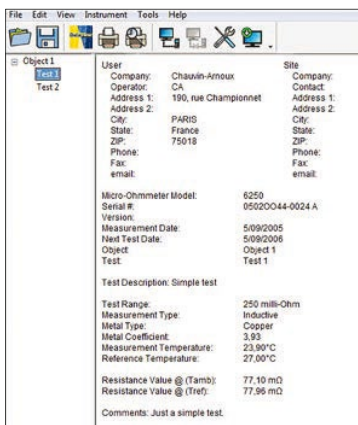 File Edit View Instrument Tools Help
Object 1
Test 1
Test 2
User Site
Company: Chauvin-Arnoux Company:
Operator: CA Contact:
Address 1: 190, rue Championnet Address 1:
Address 2: Address 2:
City: PARIS City:
State: France State:
ZIP: 75018 ZIP:
Phone: Phone:
Fax: Fax:
email: email:
Micro-Ohmmeter Model: 6250
Serial #: 0502OO44-0024 A
Version:
Measurement Date: 5/09/2005
Next Test Date: 5/09/2006
Object: Object 1
Test: Test 1
Test Description: Simple test
Test Range: 250 milli-Ohm
Measurement Type: Inductive
Metal Type: Copper
Metal Coefficient: 3,93
Measurement Temperature: 23,90°C
Reference Temperature: 27,00°C
Resistance Value @ (Tamb): 77,10 mΩ
Resistance Value @ (Tref): 77,96 mΩ
Comments: Just a simple test.